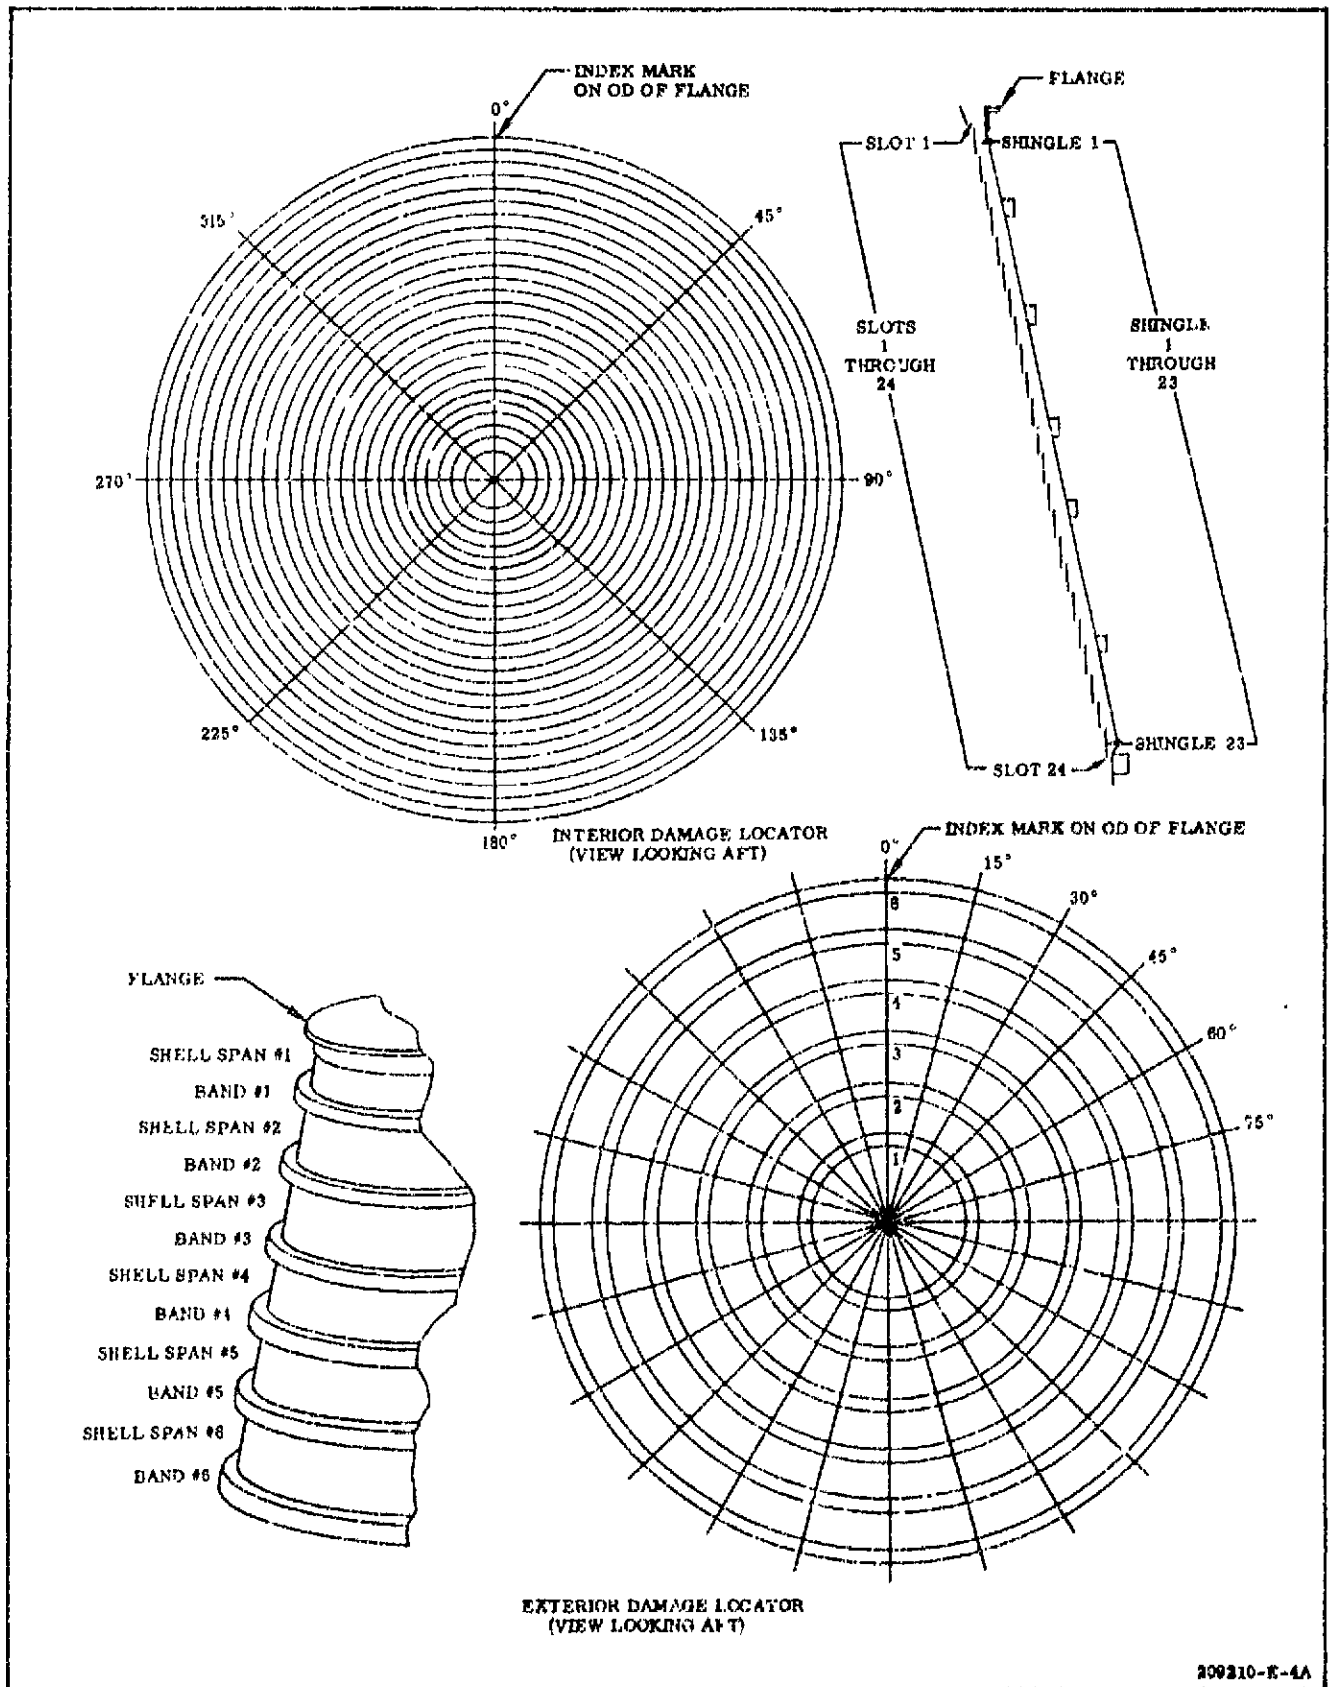 INDEX MARK
ON OD OF FLANGE
0°
45°
90°
135°
180°
225°
270°
315°
INTERIOR DAMAGE LOCATOR
(VIEW LOOKING AFT)
FLANGE
SLOT 1
SHINGLE 1
SLOTS
1
THROUGH
24
SHINGLE
1
THROUGH
23
SHINGLE 23
SLOT 24
INDEX MARK ON OD OF FLANGE
0°
15°
30°
45°
60°
75°
6
5
4
3
2
1
FLANGE
SHELL SPAN #1
BAND #1
SHELL SPAN #2
BAND #2
SHELL SPAN #3
BAND #3
SHELL SPAN #4
BAND #4
SHELL SPAN #5
BAND #5
SHELL SPAN #6
BAND #6
EXTERIOR DAMAGE LOCATOR
(VIEW LOOKING AFT)
209210-E-4A